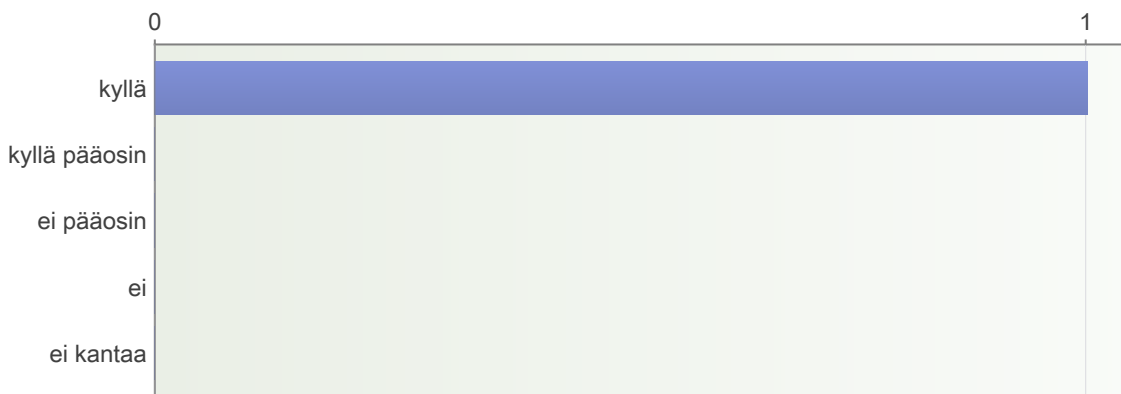 0 1
kyllä
kyllä pääosin
ei pääosin
ei
ei kantaa